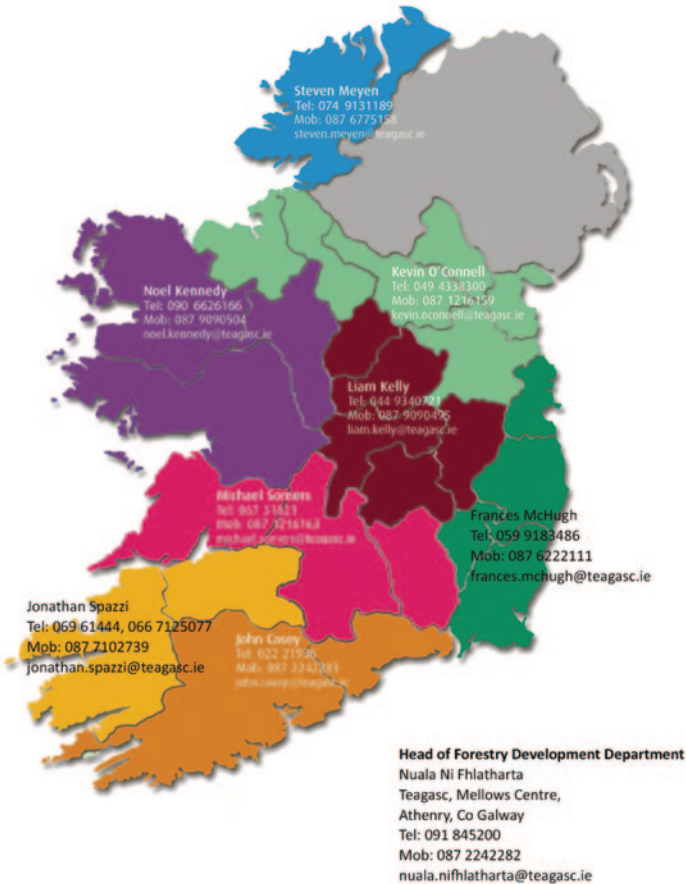 Steven Meyen
Tel: 074 9131189
Mob: 087 6775158
steven.meyen@teagasc.ie
Kevin O'Connell
Tel: 049 4338300
Mob: 087 1216159
kevin.oconnell@teagasc.ie
Noel Kennedy
Tel: 090 6626166
Mob: 087 9090504
noel.kennedy@teagasc.ie
Liam Kelly
Tel: 044 9340721
Mob: 087 9090495
liam.kelly@teagasc.ie
Michael Somers
Tel: 067 31821
Mob: 087 1216163
michael.somers@teagasc.ie
Frances McHugh
Tel: 059 9183486
Mob: 087 6222111
frances.mchugh@teagasc.ie
Jonathan Spazzi
Tel: 069 61444, 066 7125077
Mob: 087 7102739
jonathan.spazzi@teagasc.ie
John Casey
Tel: 022 21936
Mob: 087 2242283
john.casey@teagasc.ie
Head of Forestry Development Department
Nuala Ni Fhlatharta
Teagasc, Mellows Centre,
Athenry, Co Galway
Tel: 091 845200
Mob: 087 2242282
nuala.nifhlatharta@teagasc.ie